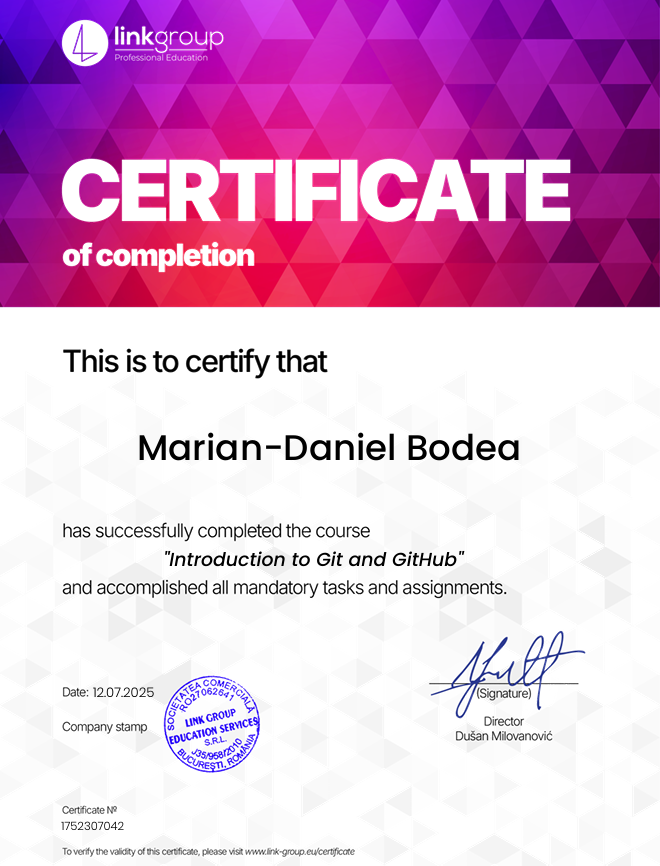 linkgroup
Professional Education
CERTIFICATE
of completion
This is to certify that
Marian-Daniel Bodea
has successfully completed the course
"Introduction to Git and GitHub"
and accomplished all mandatory tasks and assignments.
Date: 12.07.2025
Company stamp
SOCIETATEA COMERCIALĂ
RO27062641
LINK GROUP
EDUCATION SERVICES
S.R.L.
J35/958/2010
BUCUREŞTI, ROMÂNIA
(Signature)
Director
Dušan Milovanović
Certificate №
1752307042
To verify the validity of this certificate, please visit www.link-group.eu/certificate